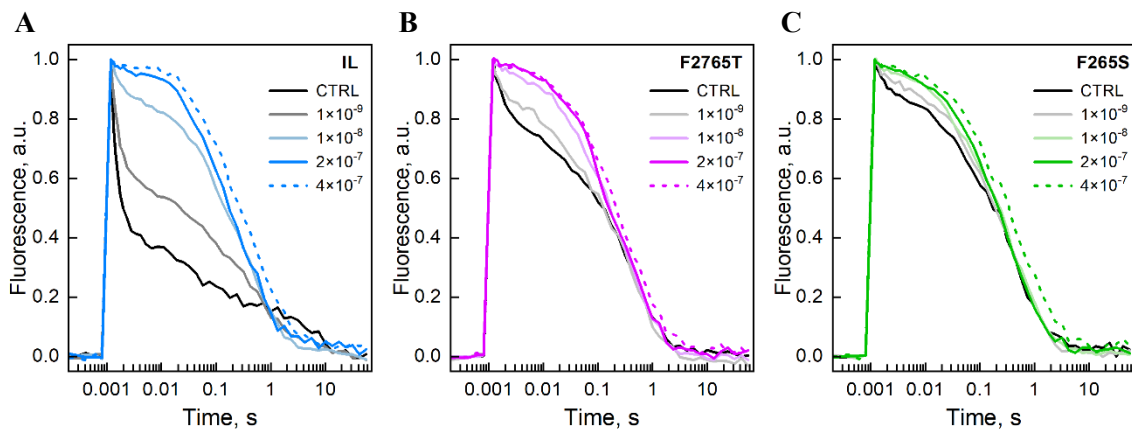 A
IL
CTRL
1×10⁻⁹
1×10⁻⁸
2×10⁻⁷
4×10⁻⁷
1.0
0.8
0.6
0.4
0.2
0.0
Fluorescence, a.u.
0.001 0.01 0.1 1 10
Time, s
B
F2765T
CTRL
1×10⁻⁹
1×10⁻⁸
2×10⁻⁷
4×10⁻⁷
1.0
0.8
0.6
0.4
0.2
0.0
Fluorescence, a.u.
0.001 0.01 0.1 1 10
Time, s
C
F265S
CTRL
1×10⁻⁹
1×10⁻⁸
2×10⁻⁷
4×10⁻⁷
1.0
0.8
0.6
0.4
0.2
0.0
Fluorescence, a.u.
0.001 0.01 0.1 1 10
Time, s